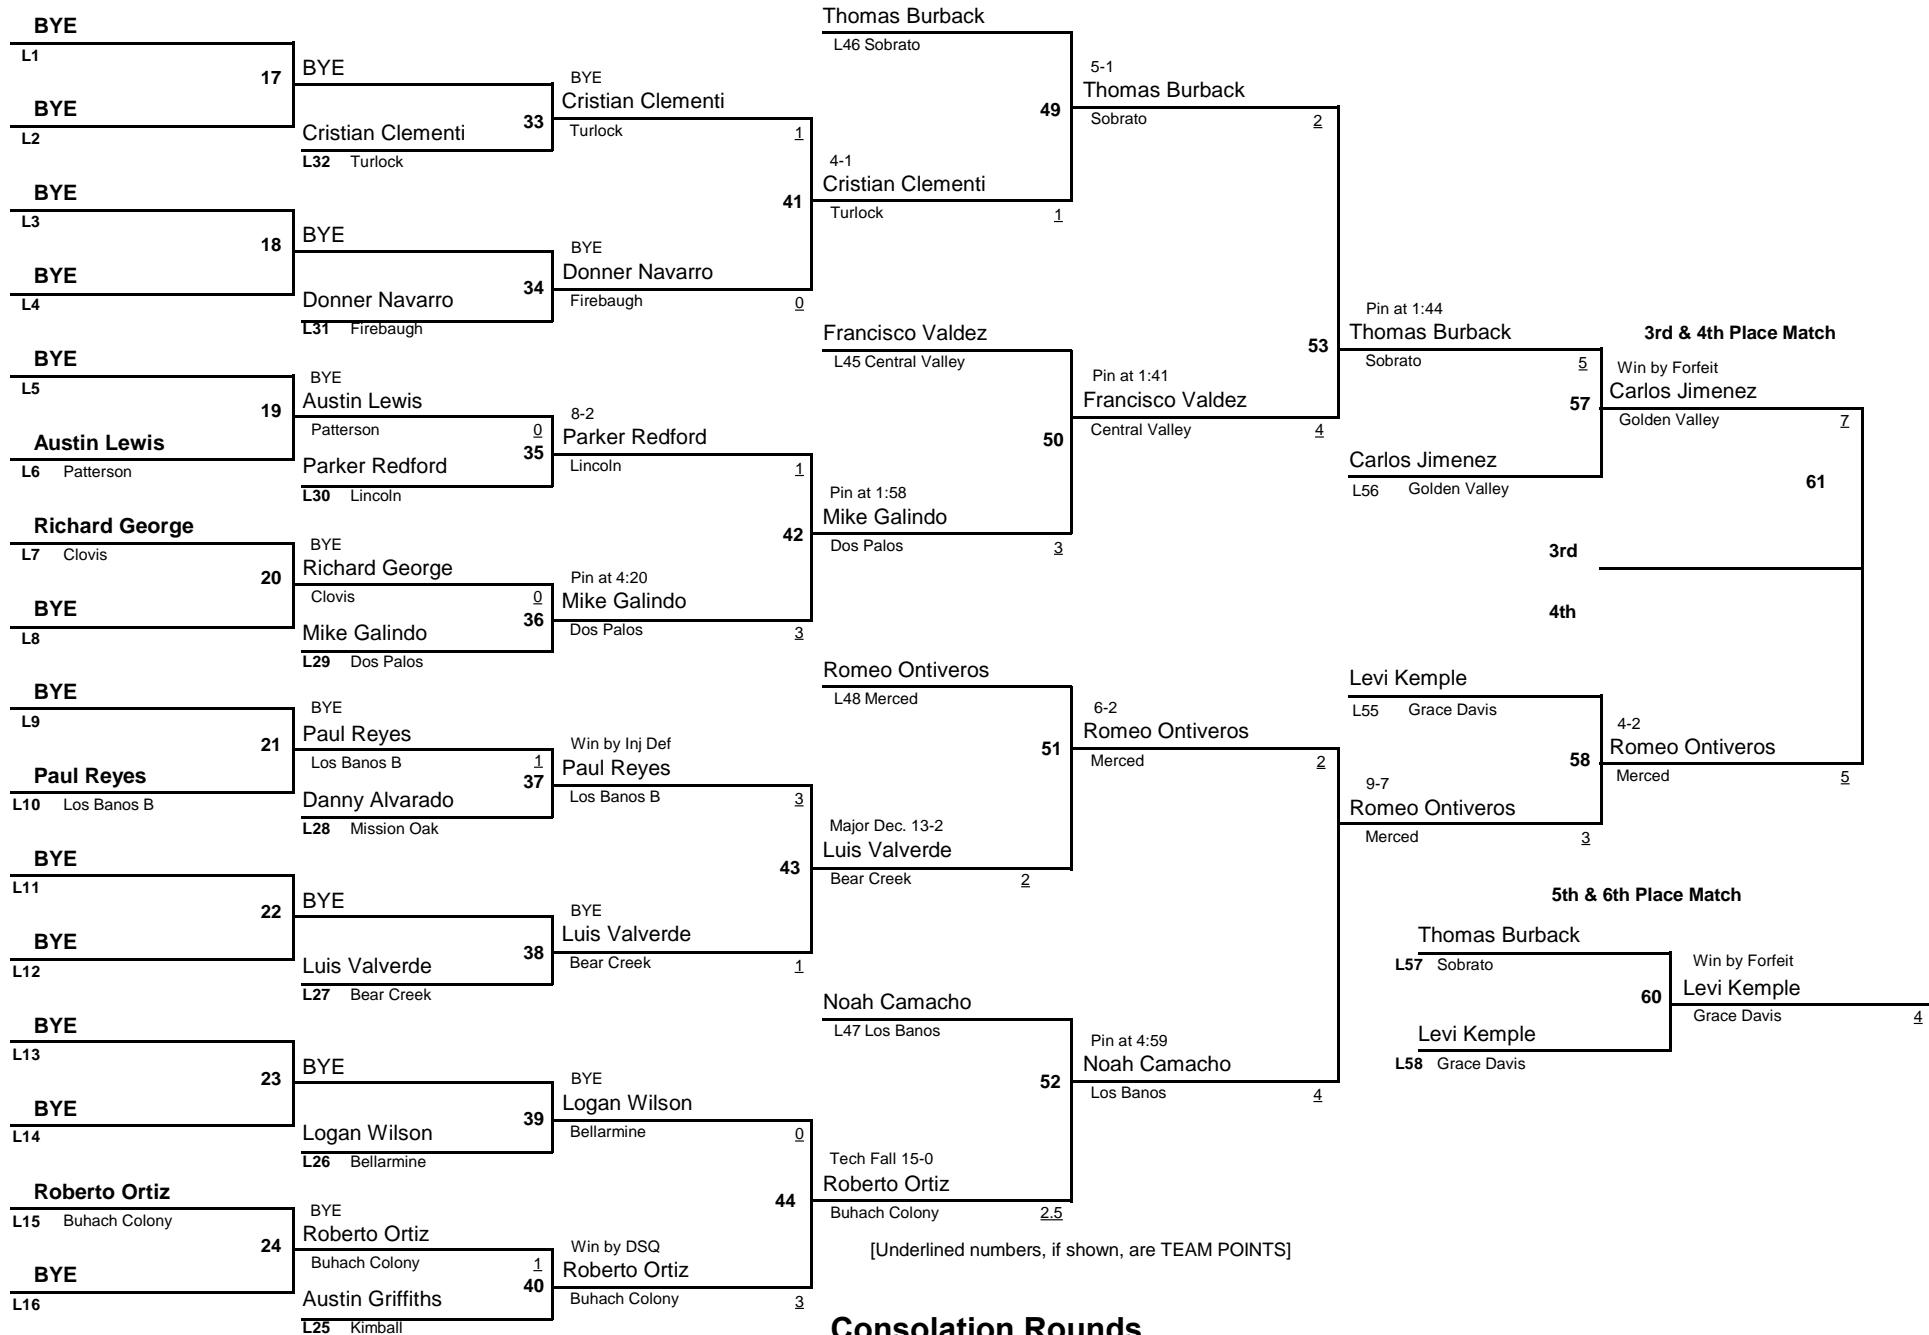 BYE
L1
17
BYE
L2
BYE
L3
18
BYE
L4
BYE
L5
19
Austin Lewis
L6 Patterson
Richard George
L7 Clovis
20
BYE
L8
BYE
L9
21
Paul Reyes
L10 Los Banos B
BYE
L11
22
BYE
L12
BYE
L13
23
BYE
L14
Roberto Ortiz
L15 Buhach Colony
24
BYE
L16
BYE
33
Cristian Clementi
L32 Turlock
BYE
34
Donner Navarro
L31 Firebaugh
BYE
Austin Lewis
Patterson 0
35
Parker Redford
L30 Lincoln
BYE
Richard George
Clovis 0
36
Mike Galindo
L29 Dos Palos
BYE
Paul Reyes
Los Banos B 1
37
Danny Alvarado
L28 Mission Oak
BYE
38
Luis Valverde
L27 Bear Creek
BYE
39
Logan Wilson
L26 Bellarmine
BYE
Roberto Ortiz
Buhach Colony 1
40
Austin Griffiths
L25 Kimball
BYE
Cristian Clementi
Turlock 1
41
BYE
Donner Navarro
Firebaugh 0
8-2
Parker Redford
Lincoln 1
42
Pin at 4:20
Mike Galindo
Dos Palos 3
Win by Inj Def
Paul Reyes
Los Banos B 3
43
BYE
Luis Valverde
Bear Creek 1
BYE
Logan Wilson
Bellarmine 0
44
Win by DSQ
Roberto Ortiz
Buhach Colony 3
Thomas Burback
L46 Sobrato
49
4-1
Cristian Clementi
Turlock 1
Francisco Valdez
L45 Central Valley
50
Pin at 1:58
Mike Galindo
Dos Palos 3
Romeo Ontiveros
L48 Merced
51
Major Dec. 13-2
Luis Valverde
Bear Creek 2
Noah Camacho
L47 Los Banos
52
Tech Fall 15-0
Roberto Ortiz
Buhach Colony 2.5
5-1
Thomas Burback
Sobrato 2
53
Pin at 1:41
Francisco Valdez
Central Valley 4
6-2
Romeo Ontiveros
Merced 2
Pin at 4:59
Noah Camacho
Los Banos 4
Pin at 1:44
Thomas Burback
Sobrato 5
57
Carlos Jimenez
L56 Golden Valley
Levi Kemple
L55 Grace Davis
58
9-7
Romeo Ontiveros
Merced 3
3rd & 4th Place Match
Win by Forfeit
Carlos Jimenez
Golden Valley 7
61
3rd
4th
4-2
Romeo Ontiveros
Merced 5
5th & 6th Place Match
Thomas Burback
L57 Sobrato
60
Levi Kemple
L58 Grace Davis
Win by Forfeit
Levi Kemple
Grace Davis 4
[Underlined numbers, if shown, are TEAM POINTS]
Consolation Rounds